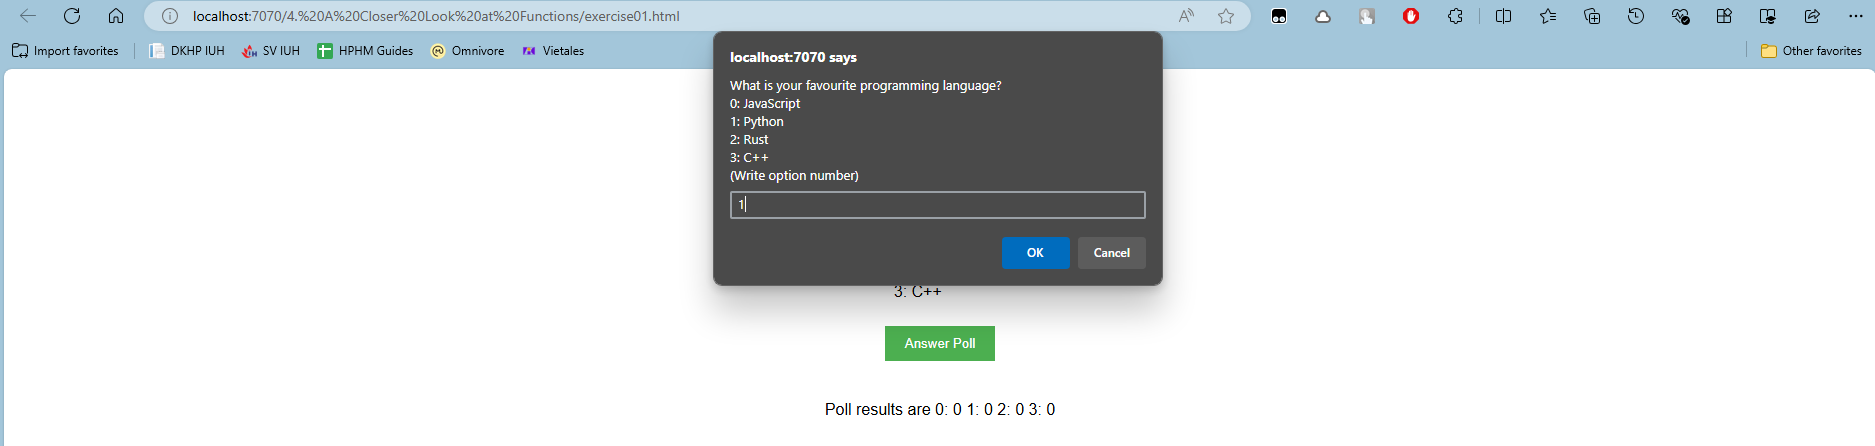 localhost:7070/4.%20A%20Closer%20Look%20at%20Functions/exercise01.html
Import favorites DKHP IUH SV IUH HPHM Guides Omnivore Vietales Other favorites
localhost:7070 says
What is your favourite programming language?
0: JavaScript
1: Python
2: Rust
3: C++
(Write option number)
1
OK Cancel
3: C++
Answer Poll
Poll results are 0: 0 1: 0 2: 0 3: 0